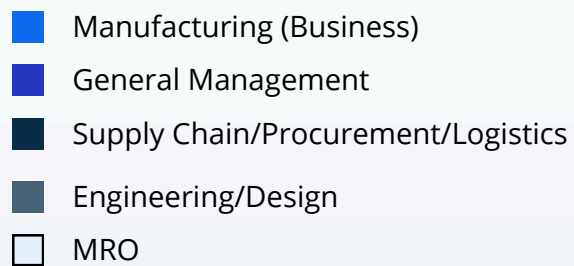 Manufacturing (Business)
General Management
Supply Chain/Procurement/Logistics
Engineering/Design
MRO